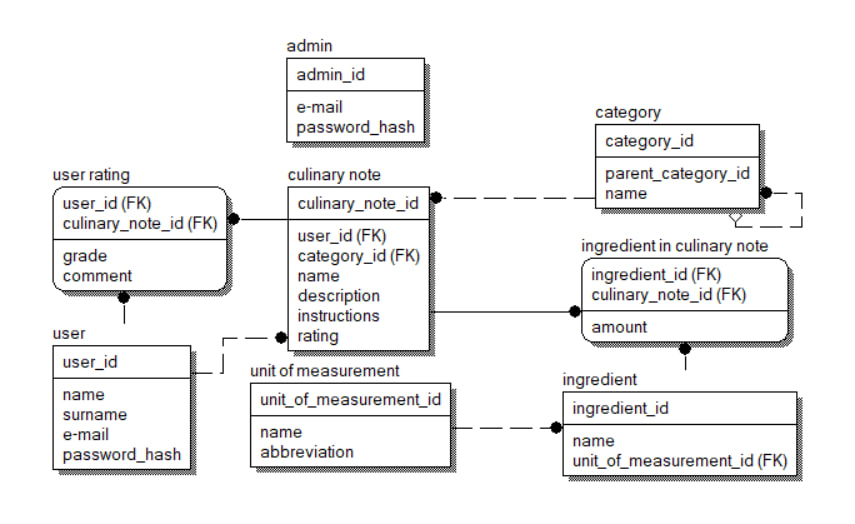 admin
admin_id
e-mail
password_hash
category
category_id
parent_category_id
name
user rating
user_id (FK)
culinary_note_id (FK)
grade
comment
culinary note
culinary_note_id
user_id (FK)
category_id (FK)
name
description
instructions
rating
ingredient in culinary note
ingredient_id (FK)
culinary_note_id (FK)
amount
user
user_id
name
surname
e-mail
password_hash
unit of measurement
unit_of_measurement_id
name
abbreviation
ingredient
ingredient_id
name
unit_of_measurement_id (FK)